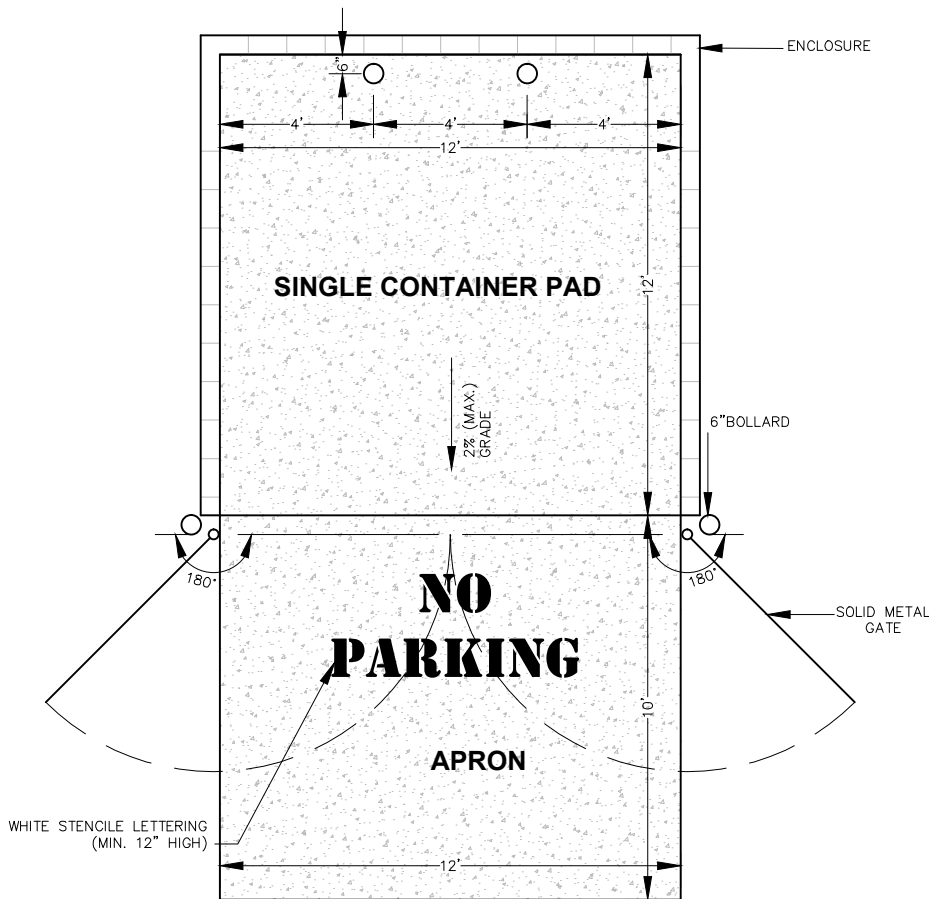 ENCLOSURE
6"
4'
4'
4'
12'
12'
SINGLE CONTAINER PAD
2% (MAX.)
GRADE
6"BOLLARD
180°
180°
NO
PARKING
SOLID METAL
GATE
10'
APRON
WHITE STENCILE LETTERING
(MIN. 12" HIGH)
12'